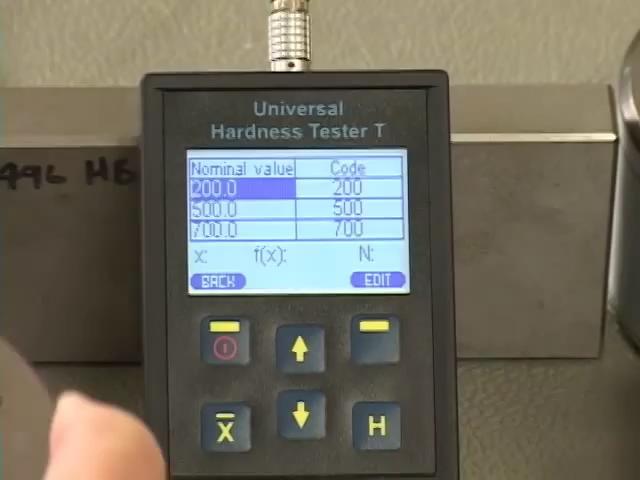 Universal
Hardness Tester T
Nominal value Code
200.0 200
500.0 500
700.0 700
x: f(x): N:
BACK EDIT
X
H
496 HB